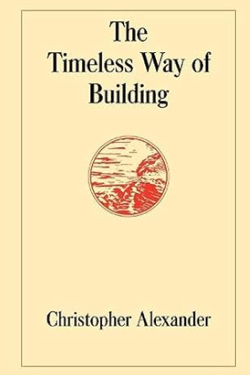 The
Timeless Way of
Building
Christopher Alexander